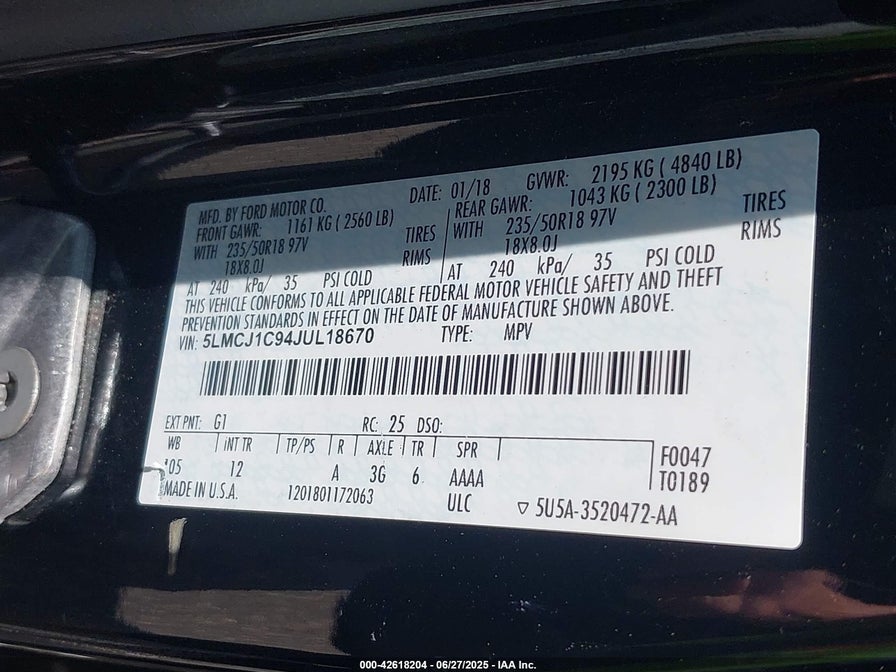 MFD. BY FORD MOTOR CO. DATE: 01/18 GVWR: 2195 KG ( 4840 LB)
FRONT GAWR: 1161 KG ( 2560 LB) REAR GAWR: 1043 KG ( 2300 LB)
WITH 235/50R18 97V TIRES WITH 235/50R18 97V TIRES
18X8.0J RIMS 18X8.0J RIMS
AT 240 kPa/ 35 PSI COLD AT 240 kPa/ 35 PSI COLD
THIS VEHICLE CONFORMS TO ALL APPLICABLE FEDERAL MOTOR VEHICLE SAFETY AND THEFT
PREVENTION STANDARDS IN EFFECT ON THE DATE OF MANUFACTURE SHOWN ABOVE.
VIN: 5LMCJ1C94JUL18670 TYPE: MPV
EXT PNT: G1 RC: 25 DSO:
WB INT TR TP/PS R AXLE TR SPR
105 12 A 3G 6 AAAA
F0047
T0189
MADE IN U.S.A. 1201801172063 ULC ▽ 5U5A-3520472-AA
000-42618204 - 06/27/2025 - IAA Inc.